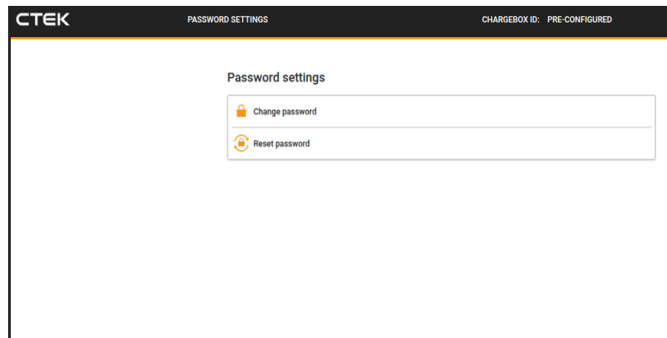 CTEK PASSWORD SETTINGS CHARGEBOX ID: PRE-CONFIGURED
Password settings
Change password
Reset password